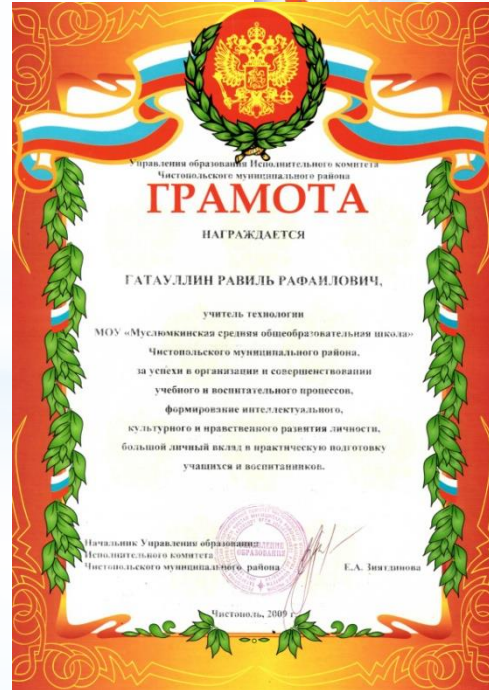 Управления образования Исполнительного комитета
Чистопольского муниципального района
ГРАМОТА
НАГРАЖДАЕТСЯ
ГАТАУЛЛИН РАВИЛЬ РАФАИЛОВИЧ,
учитель технологии
МОУ «Муслюмкинская средняя общеобразовательная школа»
Чистопольского муниципального района,
за успехи в организации и совершенствовании
учебного и воспитательного процессов,
формирование интеллектуального,
культурного и нравственного развития личности,
большой личный вклад в практическую подготовку
учащихся и воспитанников.
УПРАВЛЕНИЕ
ОБРАЗОВАНИЯ
Начальник Управления образования
Исполнительного комитета
Чистопольского муниципального района Е.А. Зиятдинова
Чистополь, 2009 г.